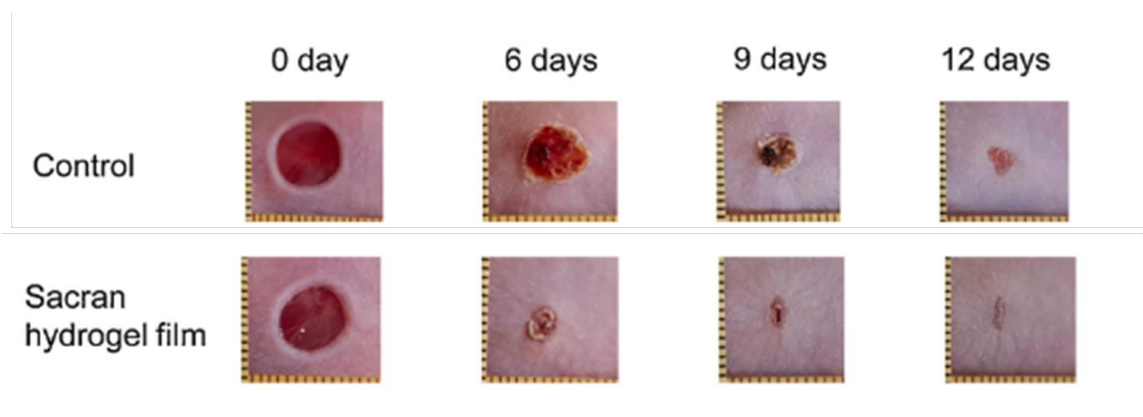 0 day
6 days
9 days
12 days
Control
Sacran
hydrogel film